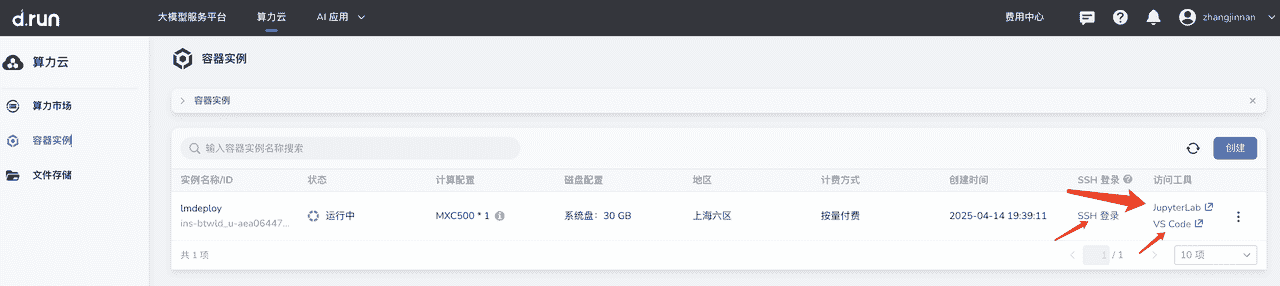 d.run 大模型服务平台 算力云 AI 应用 费用中心 zhangjinnan
算力云
算力市场
容器实例
文件存储
容器实例
容器实例
输入容器实例名称搜索 创建
实例名称/ID 状态 计算配置 磁盘配置 地区 计费方式 创建时间 SSH 登录 访问工具
lmdeploy 运行中 MXC500 * 1 系统盘：30 GB 上海六区 按量付费 2025-04-14 19:39:11 SSH 登录 JupyterLab
ins-btwld_u-aea06447... VS Code
共 1 项 1 / 1 10 项